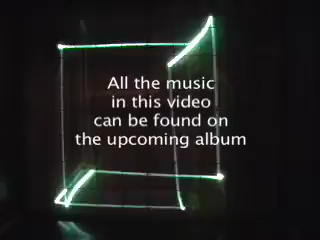 All the music
in this video
can be found on
the upcoming album